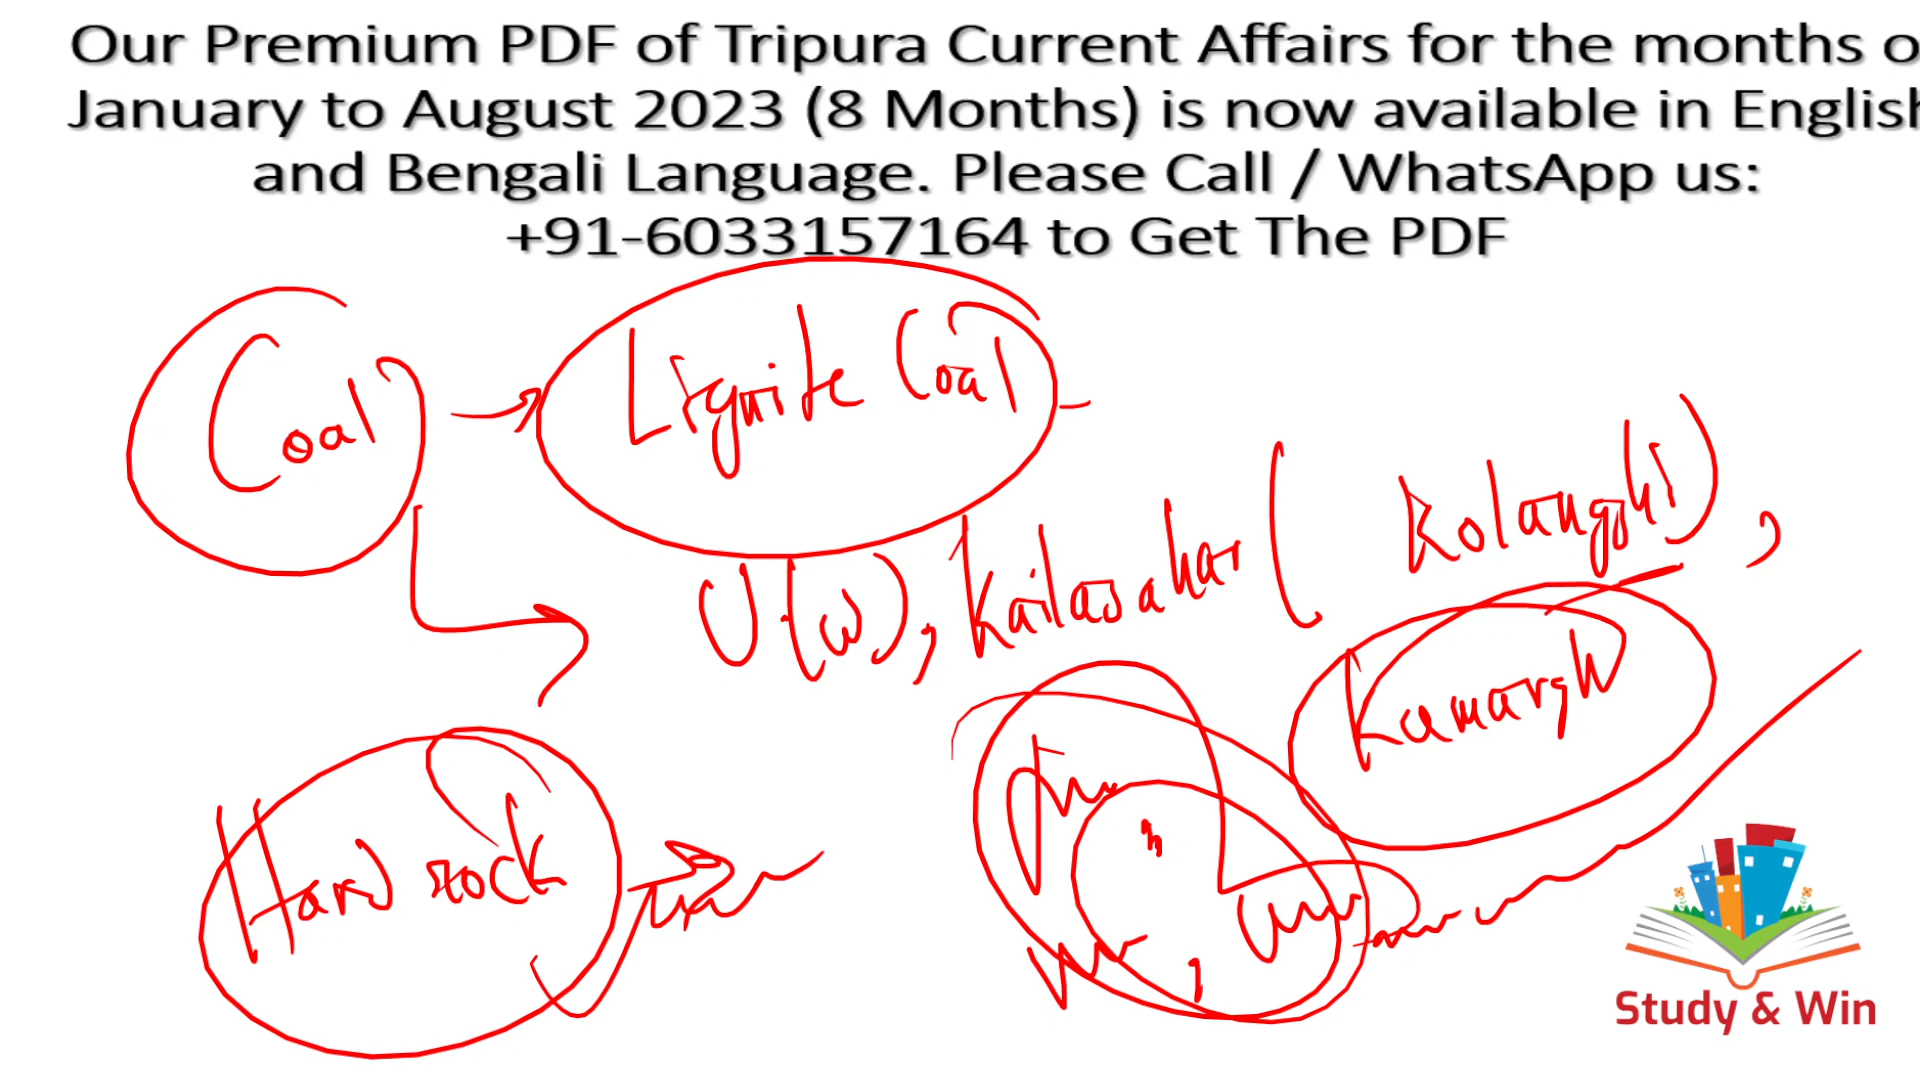 Our Premium PDF of Tripura Current Affairs for the months o
January to August 2023 (8 Months) is now available in English
and Bengali Language. Please Call / WhatsApp us:
+91-6033157164 to Get The PDF
Coal
Lignite Coal
U.(W), Kailasahar (Rolangshi),
Kamarsh
Hard rock
Study & Win